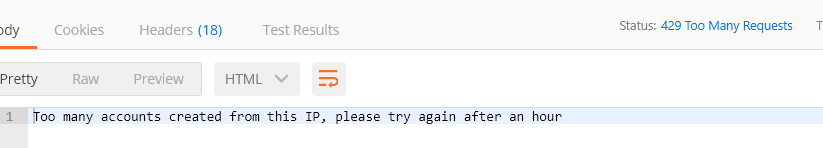 Cookies Headers (18) Test Results Status: 429 Too Many Requests
Pretty Raw Preview HTML
1 Too many accounts created from this IP, please try again after an hour